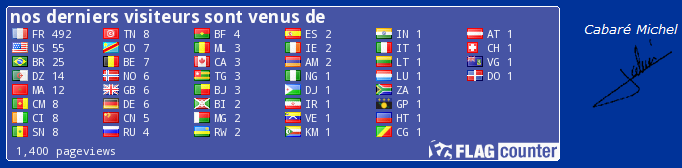 nos derniers visiteurs sont venus de
FR 492 TN 8 BF 4 ES 2 IN 1 AT 1
US 55 CD 7 ML 3 IE 2 IT 1 CH 1
BR 25 BE 7 CA 3 AM 2 LT 1 VG 1
DZ 14 NO 6 TG 3 NG 1 LU 1 DO 1
MA 12 GB 6 BJ 3 DJ 1 ZA 1
CM 8 DE 6 BI 2 IR 1 GP 1
CI 8 CN 5 MG 2 VE 1 HT 1
SN 8 RU 4 RW 2 KM 1 CG 1
1,400 pageviews
FLAG counter
Cabaré Michel